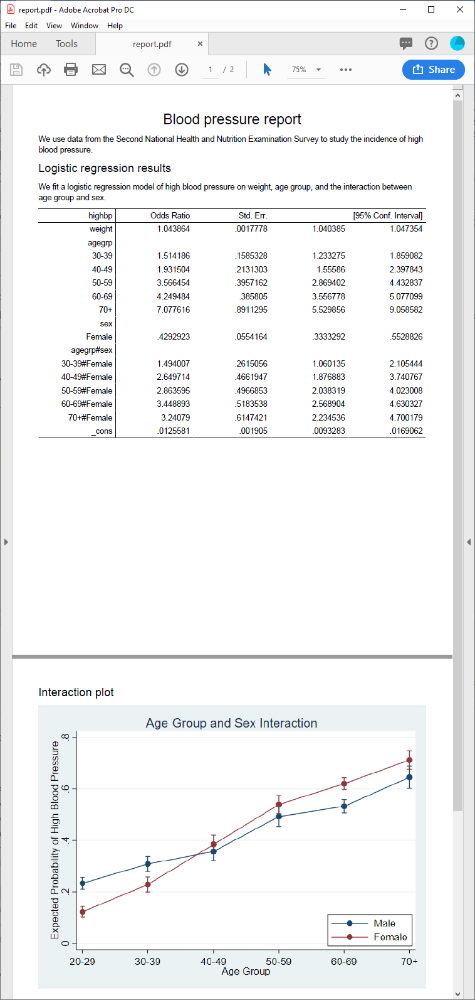 report.pdf - Adobe Acrobat Pro DC
File Edit View Window Help
Home Tools report.pdf ×
1 / 2 75% Share
Blood pressure report
We use data from the Second National Health and Nutrition Examination Survey to study the incidence of high
blood pressure.
Logistic regression results
We fit a logistic regression model of high blood pressure on weight, age group, and the interaction between
age group and sex.
highbp Odds Ratio Std. Err. [95% Conf. Interval]
weight 1.043864 .0017778 1.040385 1.047354
agegrp
30-39 1.514186 .1585328 1.233275 1.859082
40-49 1.931504 .2131303 1.55586 2.397843
50-59 3.566454 .3957162 2.869402 4.432837
60-69 4.249484 .385805 3.556778 5.077099
70+ 7.077616 .8911295 5.529856 9.058582
sex
Female .4292923 .0554164 .3333292 .5528826
agegrp#sex
30-39#Female 1.494007 .2615056 1.060135 2.105444
40-49#Female 2.649714 .4661947 1.876883 3.740767
50-59#Female 2.863595 .4966853 2.038319 4.023008
60-69#Female 3.448893 .5183538 2.568904 4.630327
70+#Female 3.24079 .6147421 2.234536 4.700179
_cons .0125581 .001905 .0093283 .0169062
Interaction plot
Age Group and Sex Interaction
Expected Probability of High Blood Pressure
.8
.6
.4
.2
0
Male
Female
20-29 30-39 40-49 50-59 60-69 70+
Age Group